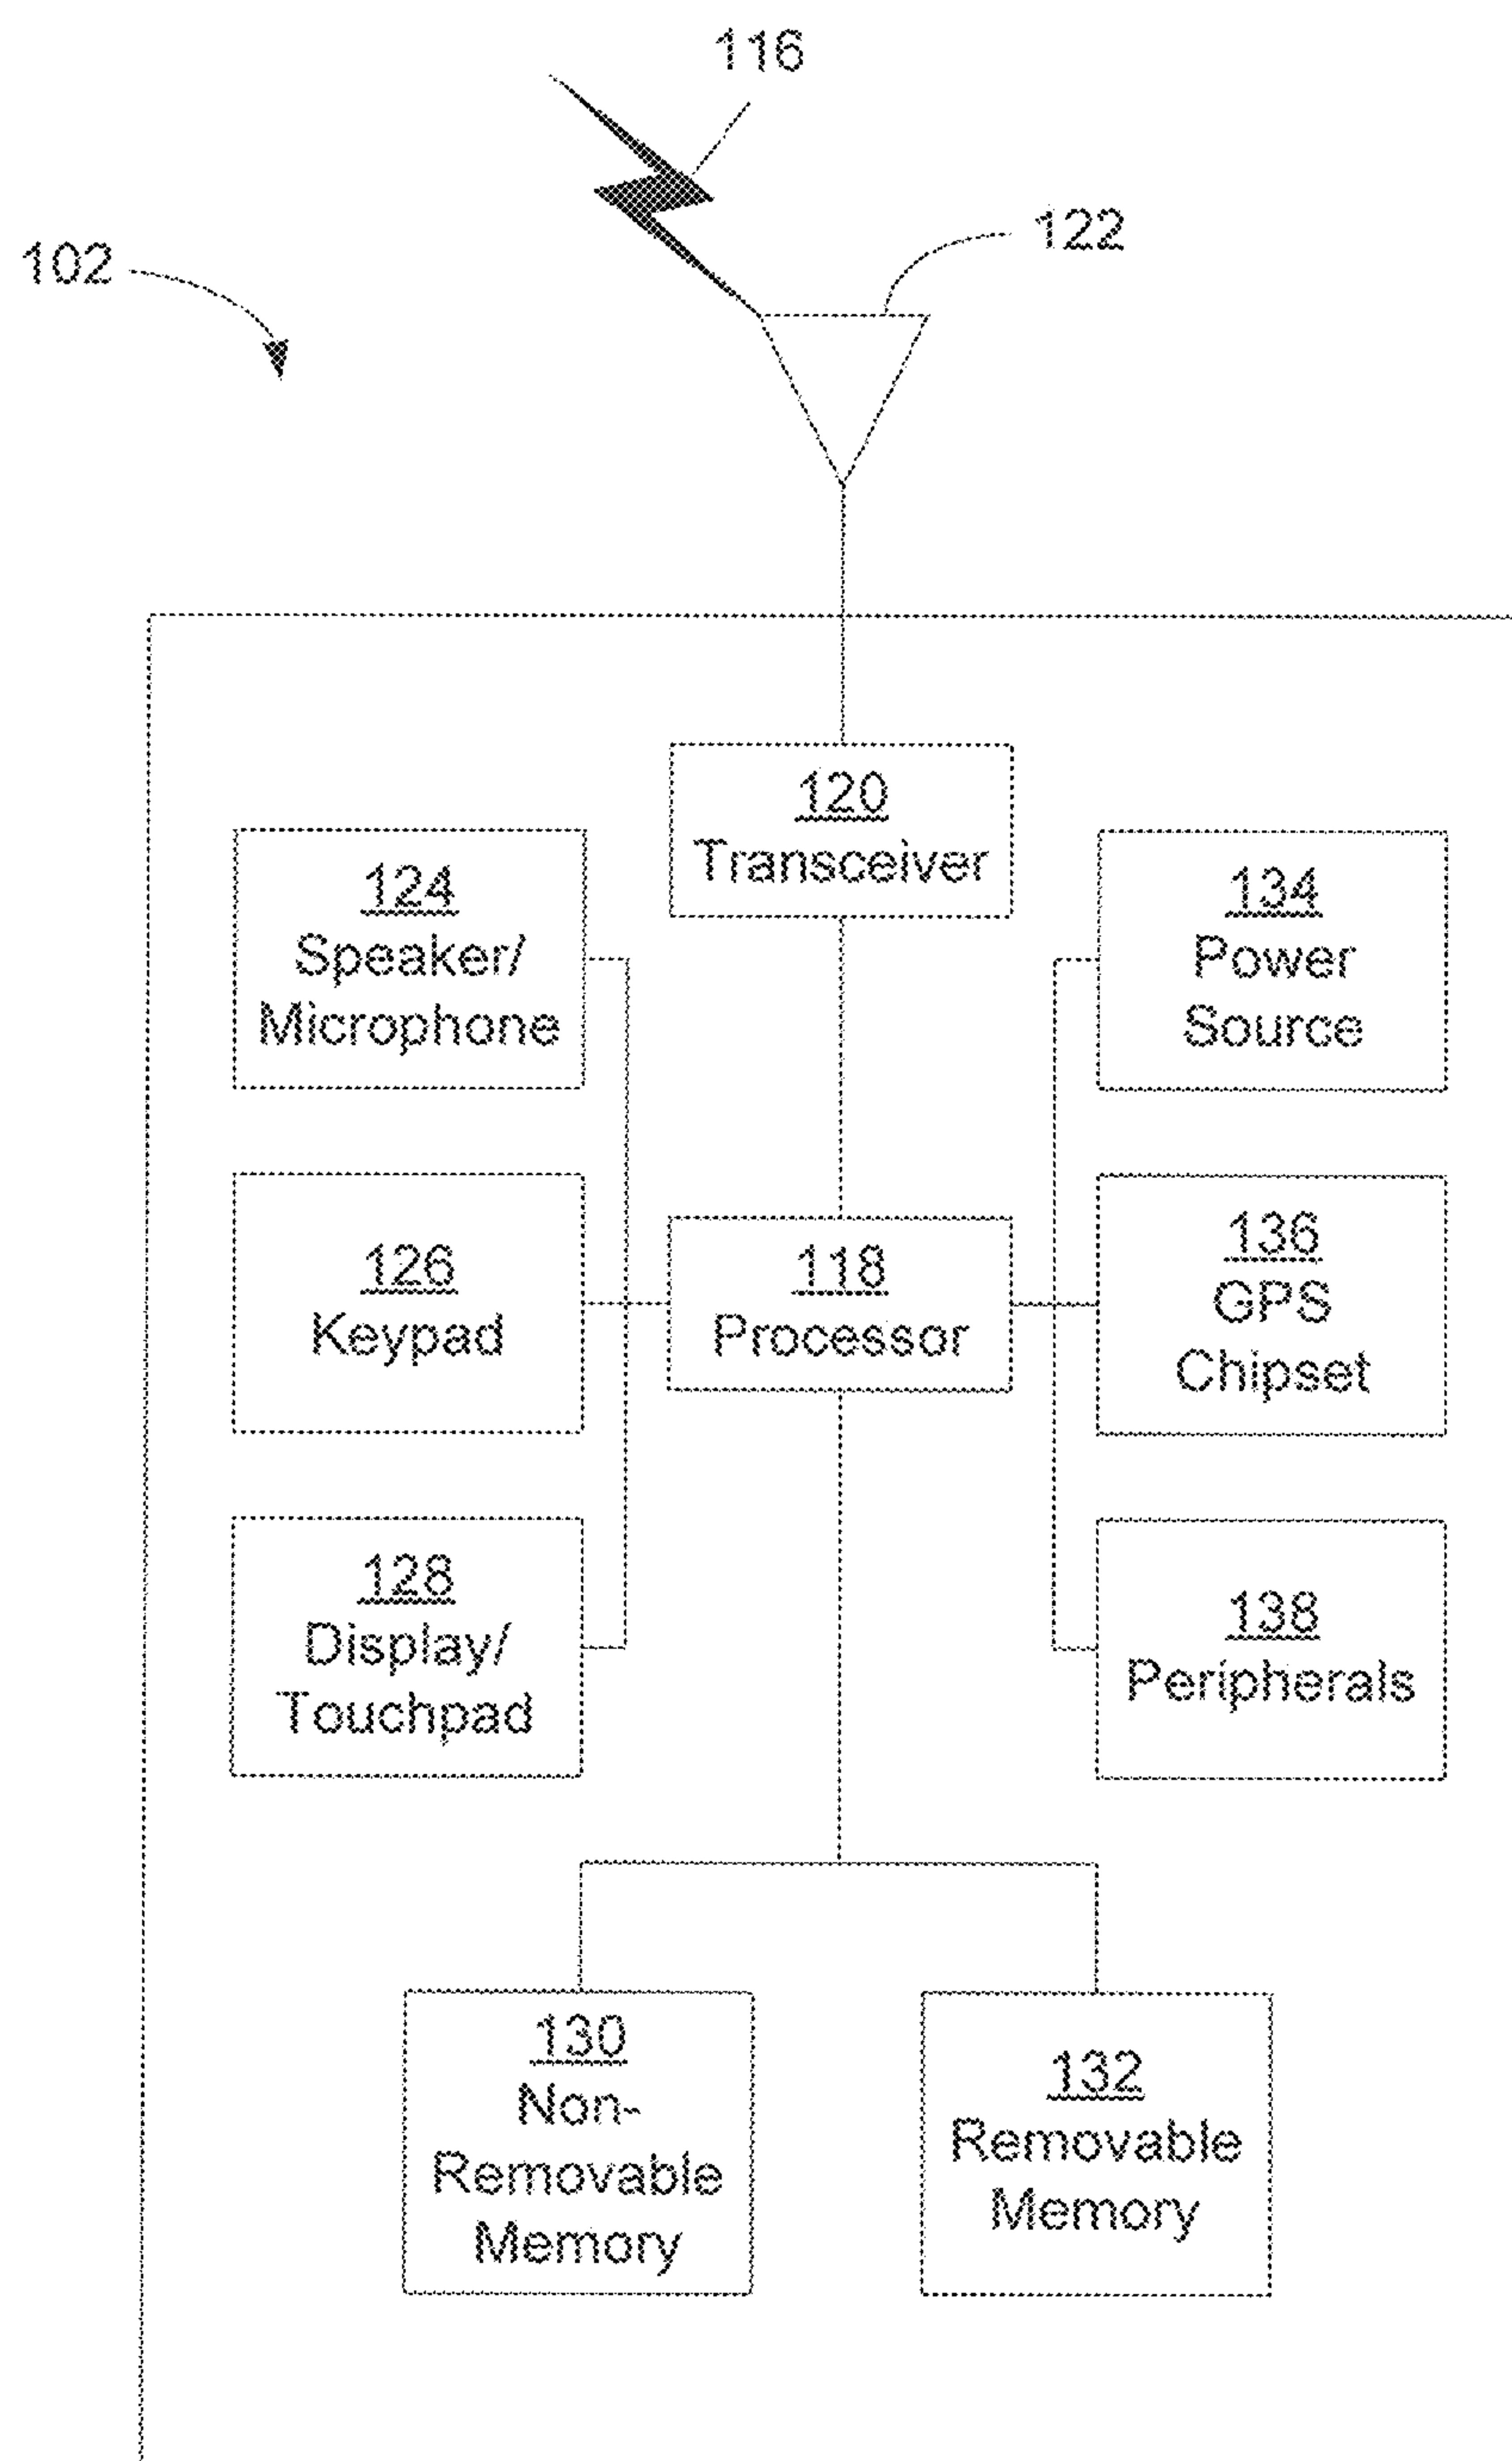 116
122
102
120
Transceiver
124
Speaker/
Microphone
134
Power
Source
126
Keypad
118
Processor
136
GPS
Chipset
128
Display/
Touchpad
138
Peripherals
130
Non-
Removable
Memory
132
Removable
Memory